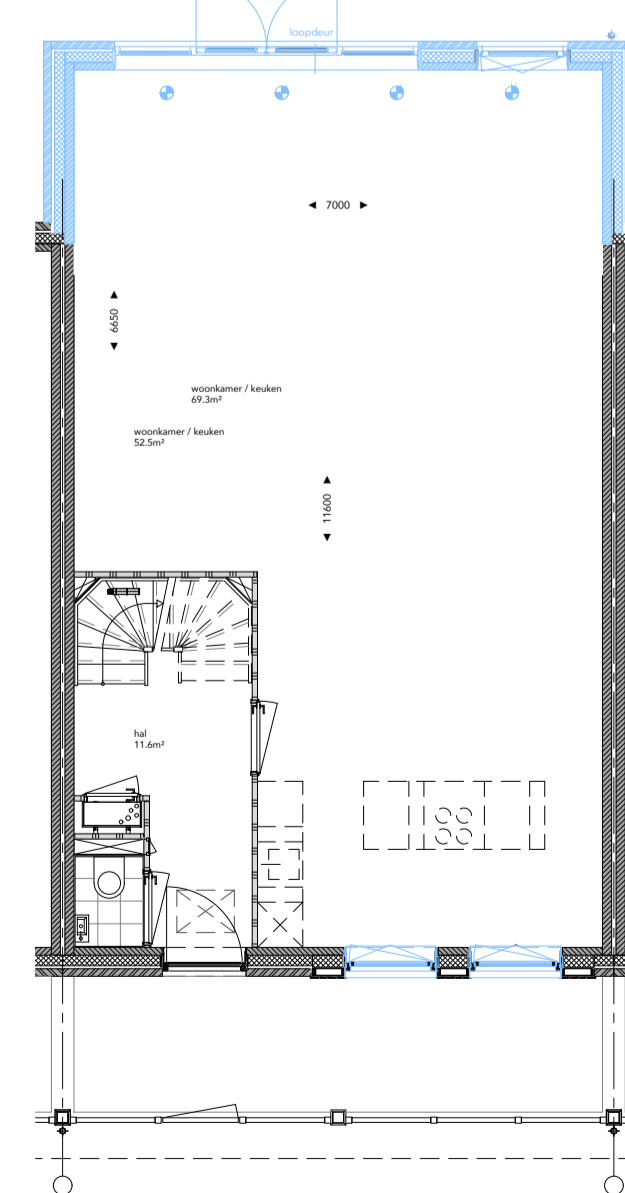 loopdeur
7000
6650
woonkamer / keuken
69.3m²
woonkamer / keuken
52.5m²
11600
hal
11.6m²